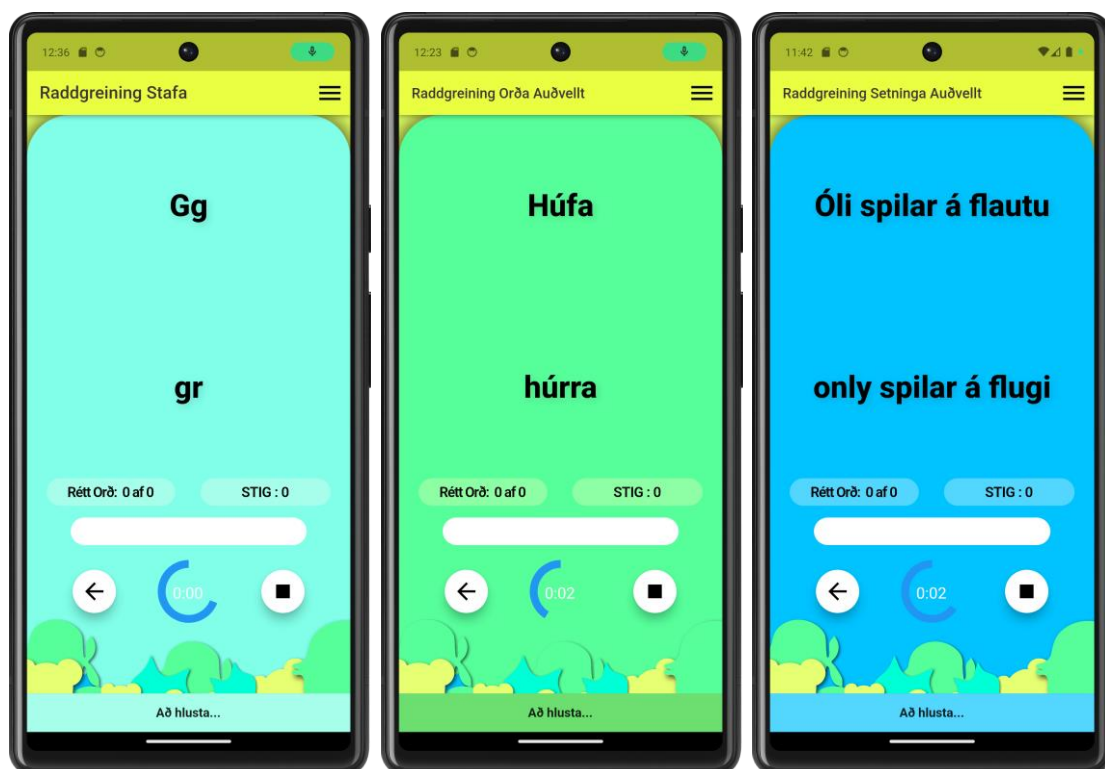 12:36
Raddgreining Stafa
Gg
gr
Rétt Orð: 0 af 0
STIG : 0
0:00
Að hlusta...
12:23
Raddgreining Orða Auðvellt
Húfa
húrra
Rétt Orð: 0 af 0
STIG : 0
0:02
Að hlusta...
11:42
Raddgreining Setninga Auðvellt
Óli spilar á flautu
only spilar á flugi
Rétt Orð: 0 af 0
STIG : 0
0:02
Að hlusta...